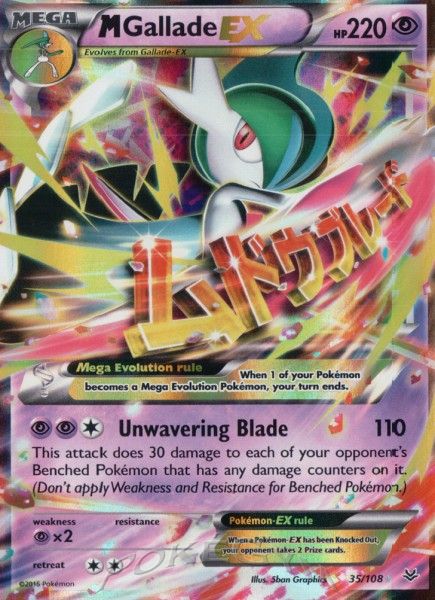 MEGA
M Gallade EX
HP 220
Evolves from Gallade-EX
ムドウブレード
Mega Evolution rule
When 1 of your Pokémon
becomes a Mega Evolution Pokémon, your turn ends.
Unwavering Blade 110
This attack does 30 damage to each of your opponent's
Benched Pokémon that has any damage counters on it.
(Don't apply Weakness and Resistance for Benched Pokémon.)
weakness resistance
×2
retreat
Pokémon-EX rule
When a Pokémon-EX has been Knocked Out,
your opponent takes 2 Prize cards.
©2016 Pokémon
Illus. 5ban Graphics
35/108